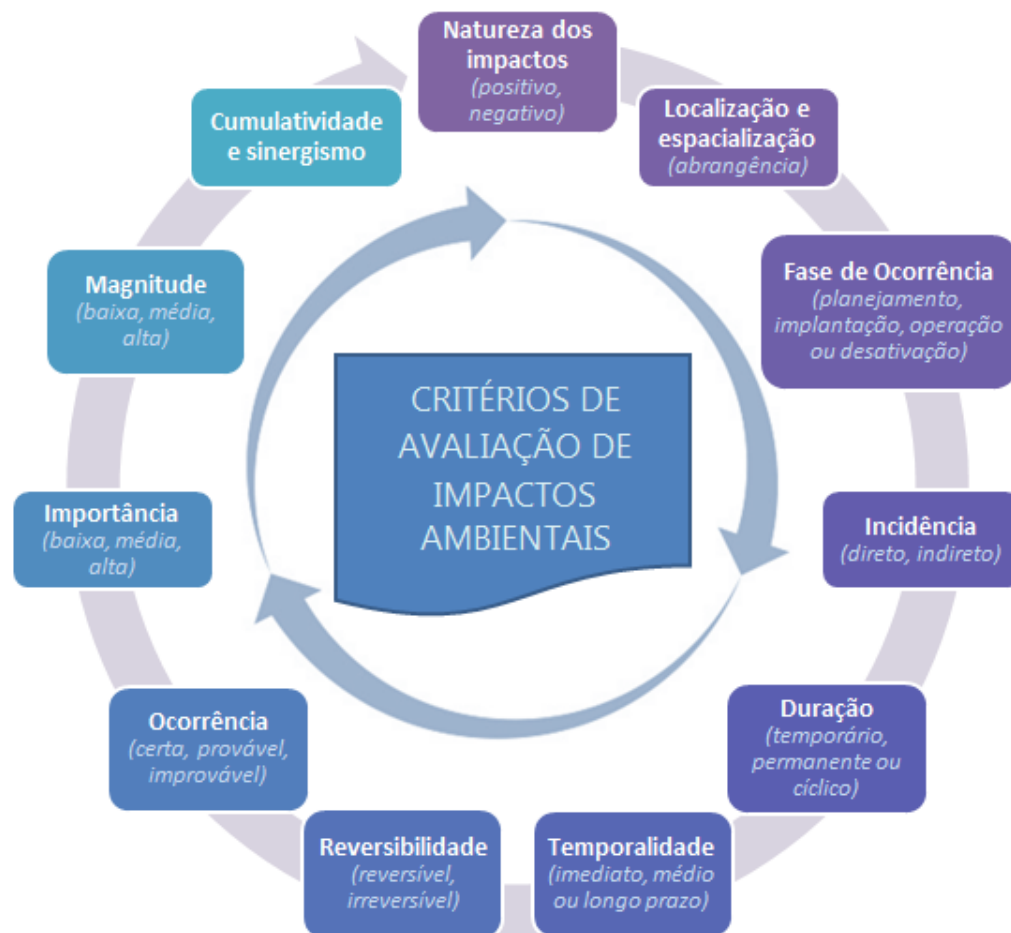 Natureza dos
impactos
(positivo,
negativo)
Localização e
espacialização
(abrangência)
Fase de Ocorrência
(planejamento,
implantação, operação
ou desativação)
Incidência
(direto, indireto)
Duração
(temporário,
permanente ou
cíclico)
Temporalidade
(imediato, médio
ou longo prazo)
Reversibilidade
(reversível,
irreversível)
Ocorrência
(certa, provável,
improvável)
Importância
(baixa, média,
alta)
Magnitude
(baixa, média,
alta)
Cumulatividade
e sinergismo
CRITÉRIOS DE
AVALIAÇÃO DE
IMPACTOS
AMBIENTAIS